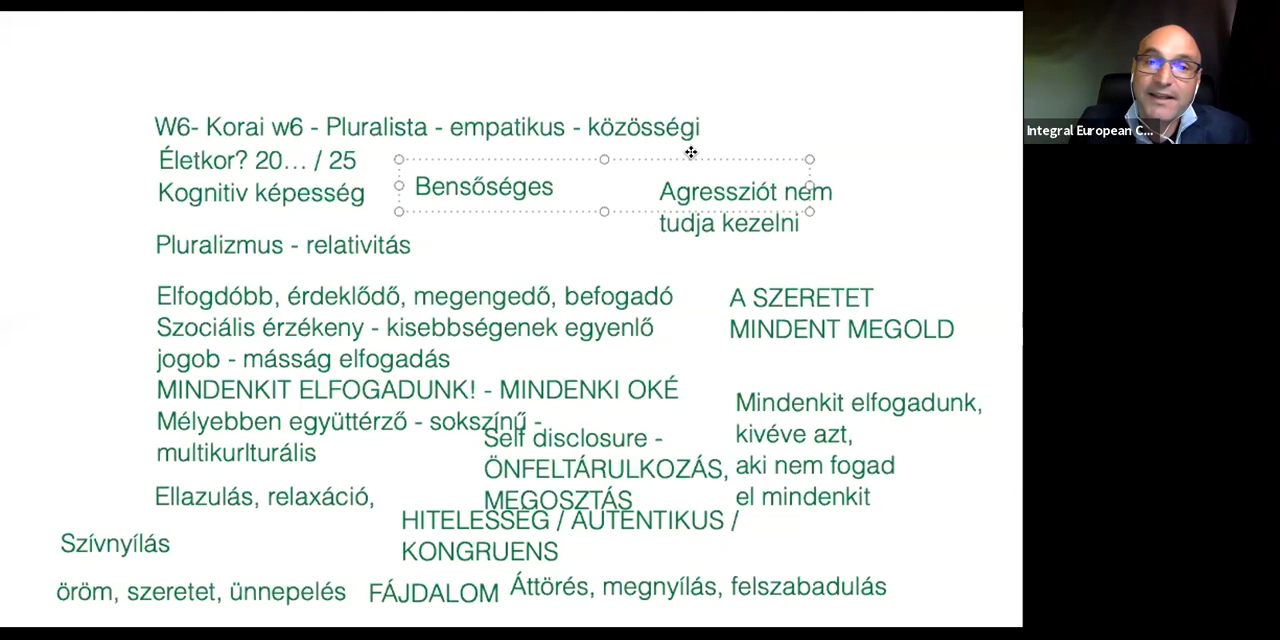 W6- Korai w6 - Pluralista - empatikus - közösségi
Életkor? 20… / 25
Kognitiv képesség
Bensőséges
Agressziót nem
tudja kezelni
Pluralizmus - relativitás
Elfogdóbb, érdeklődő, megengedő, befogadó
Szociális érzékeny - kisebbségenek egyenlő
jogob - másság elfogadás
MINDENKIT ELFOGADUNK! - MINDENKI OKÉ
Mélyebben együttérző - sokszínű -
multikurlturális
A SZERETET
MINDENT MEGOLD
Mindenkit elfogadunk,
kivéve azt,
aki nem fogad
el mindenkit
Self disclosure -
ÖNFELTÁRULKOZÁS,
MEGOSZTÁS
Ellazulás, relaxáció,
HITELESSÉG / AUTENTIKUS /
KONGRUENS
Szívnyílás
öröm, szeretet, ünnepelés
FÁJDALOM
Áttörés, megnyílás, felszabadulás
Integral European C...